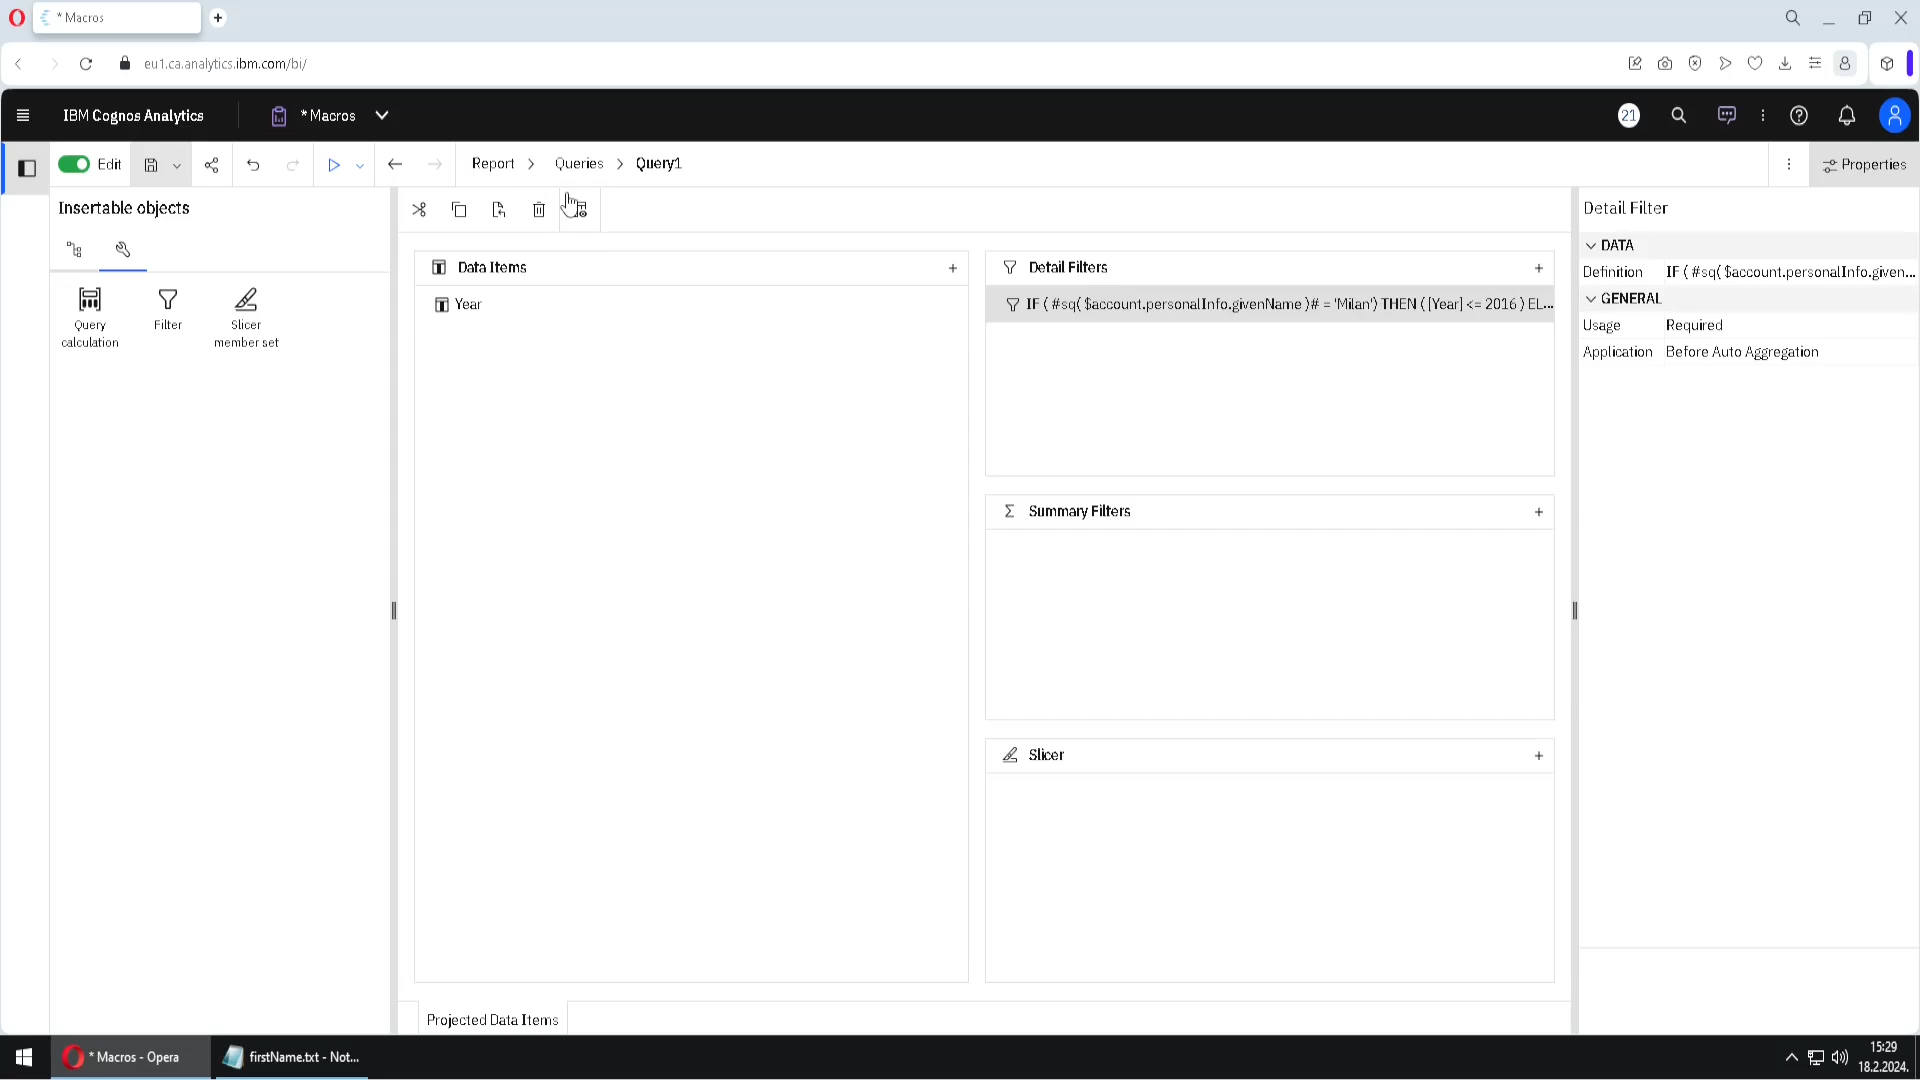 * Macros
eu1.ca.analytics.ibm.com/bi/
IBM Cognos Analytics
* Macros
21
Edit
Report
Queries
Query1
Properties
Insertable objects
Query calculation
Filter
Slicer member set
Data Items
Year
Detail Filters
IF ( #sq( $account.personalInfo.givenName )# = 'Milan') THEN ( [Year] <= 2016 ) EL...
Summary Filters
Slicer
Projected Data Items
Detail Filter
DATA
Definition IF ( #sq( $account.personalInfo.given...
GENERAL
Usage Required
Application Before Auto Aggregation
* Macros - Opera
firstName.txt - Not...
15:29
18.2.2024.